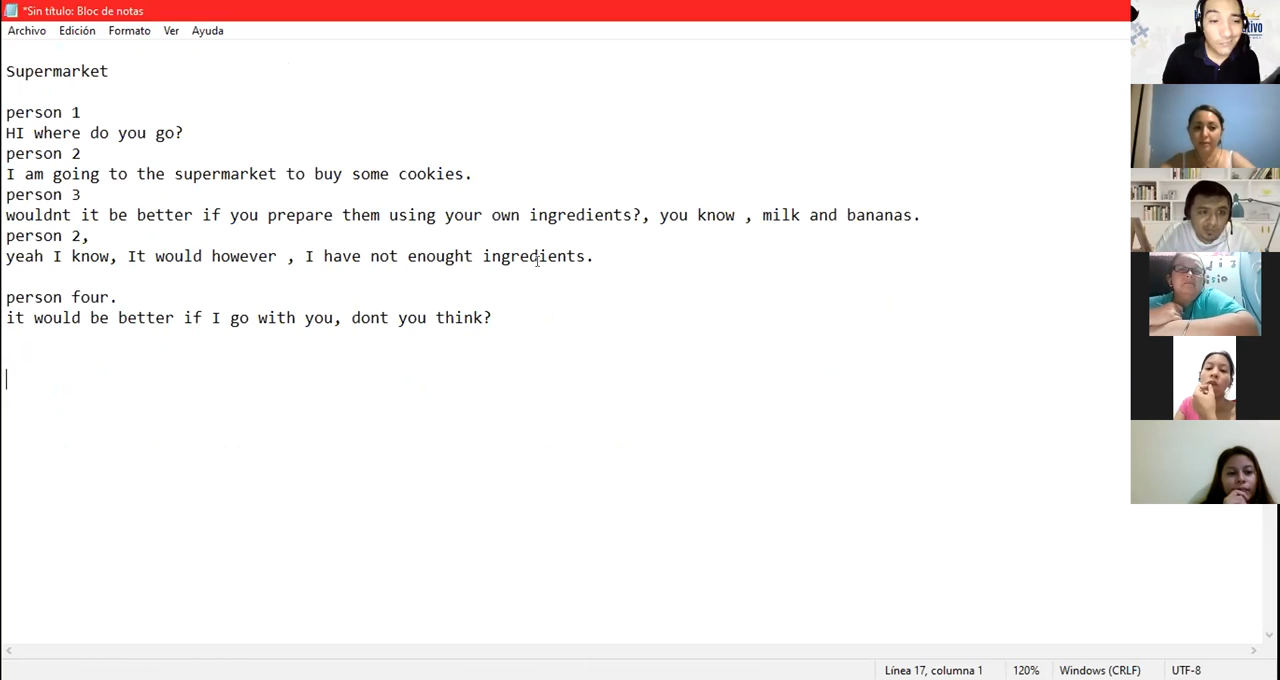 *Sin título: Bloc de notas
Archivo Edición Formato Ver Ayuda
Supermarket
person 1
HI where do you go?
person 2
I am going to the supermarket to buy some cookies.
person 3
wouldnt it be better if you prepare them using your own ingredients?, you know , milk and bananas.
person 2,
yeah I know, It would however , I have not enought ingredients.
person four.
it would be better if I go with you, dont you think?
Línea 17, columna 1 120% Windows (CRLF) UTF-8